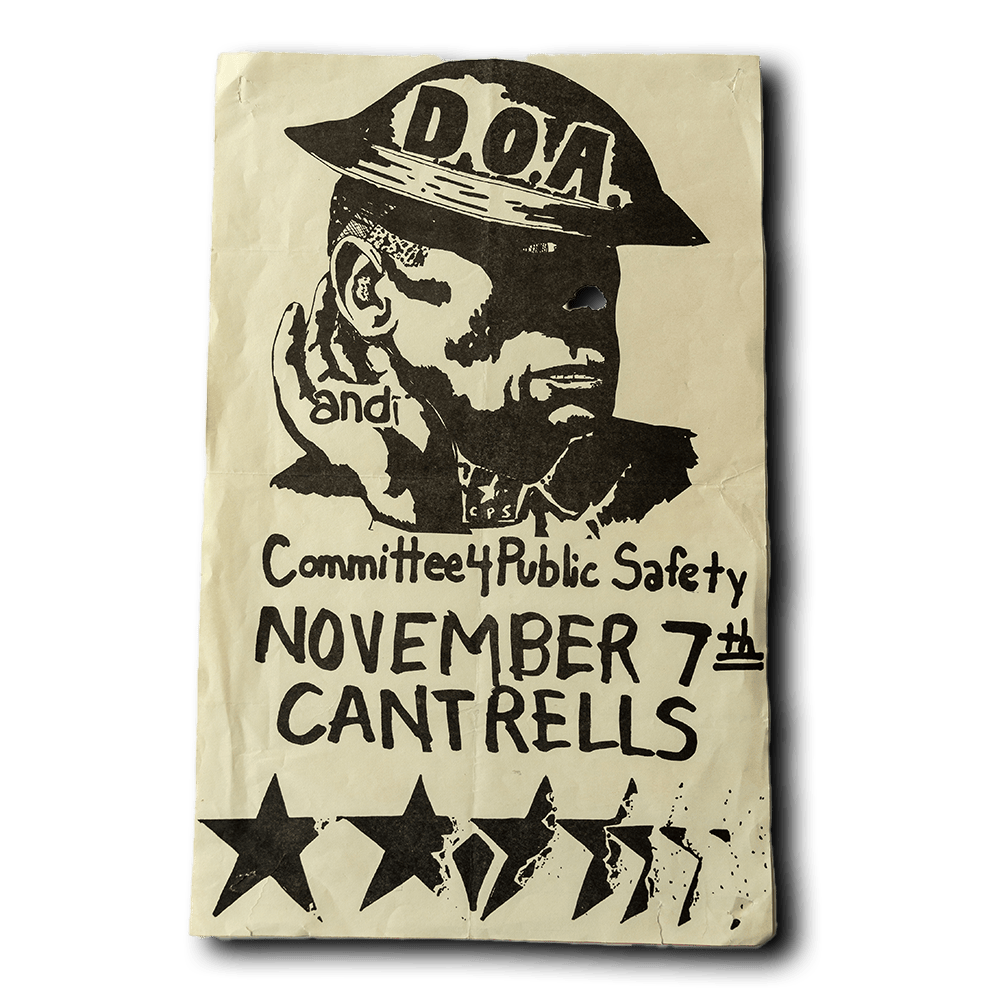 D.O.A.
andi
CPS
Committee 4 Public Safety
NOVEMBER 7th
CANTRELLS